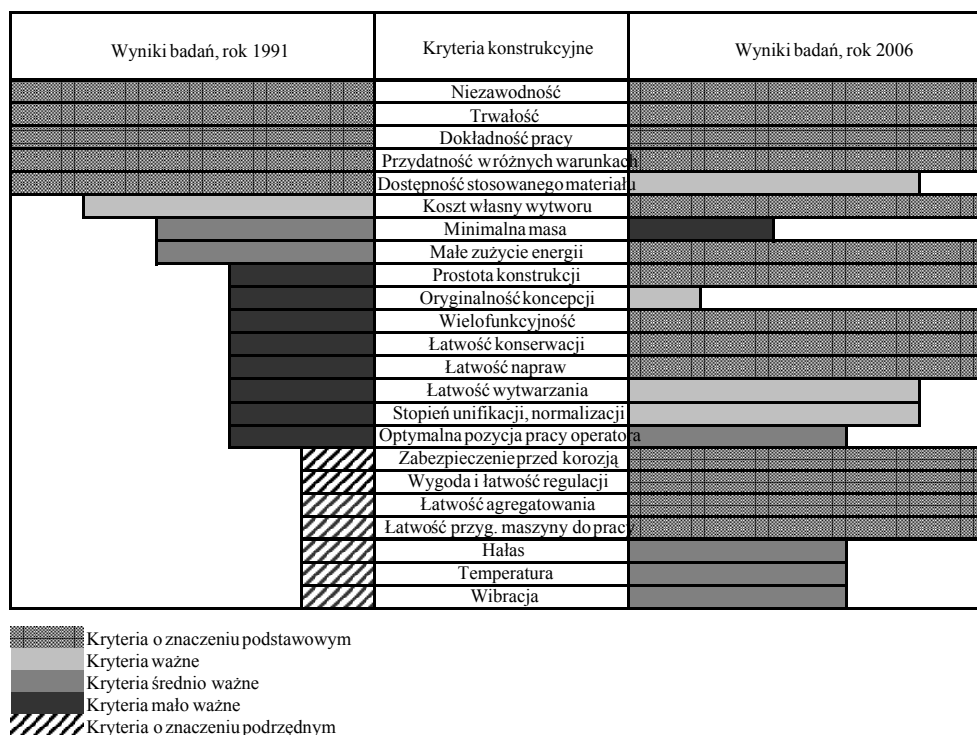 Wyniki badań, rok 1991
Kryteria konstrukcyjne
Wyniki badań, rok 2006
Niezawodność
Trwałość
Dokładność pracy
Przydatność w różnych warunkach
Dostępność stosowanego materiału
Koszt własny wytworu
Minimalna masa
Małe zużycie energii
Prostota konstrukcji
Oryginalność koncepcji
Wielofunkcyjność
Łatwość konserwacji
Łatwość napraw
Łatwość wytwarzania
Stopień unifikacji, normalizacji
Optymalna pozycja pracy operatora
Zabezpieczenie przed korozją
Wygoda i łatwość regulacji
Łatwość agregatowania
Łatwość przyg. maszyny do pracy
Hałas
Temperatura
Wibracja
Kryteria o znaczeniu podstawowym
Kryteria ważne
Kryteria średnio ważne
Kryteria mało ważne
Kryteria o znaczeniu podrzędnym